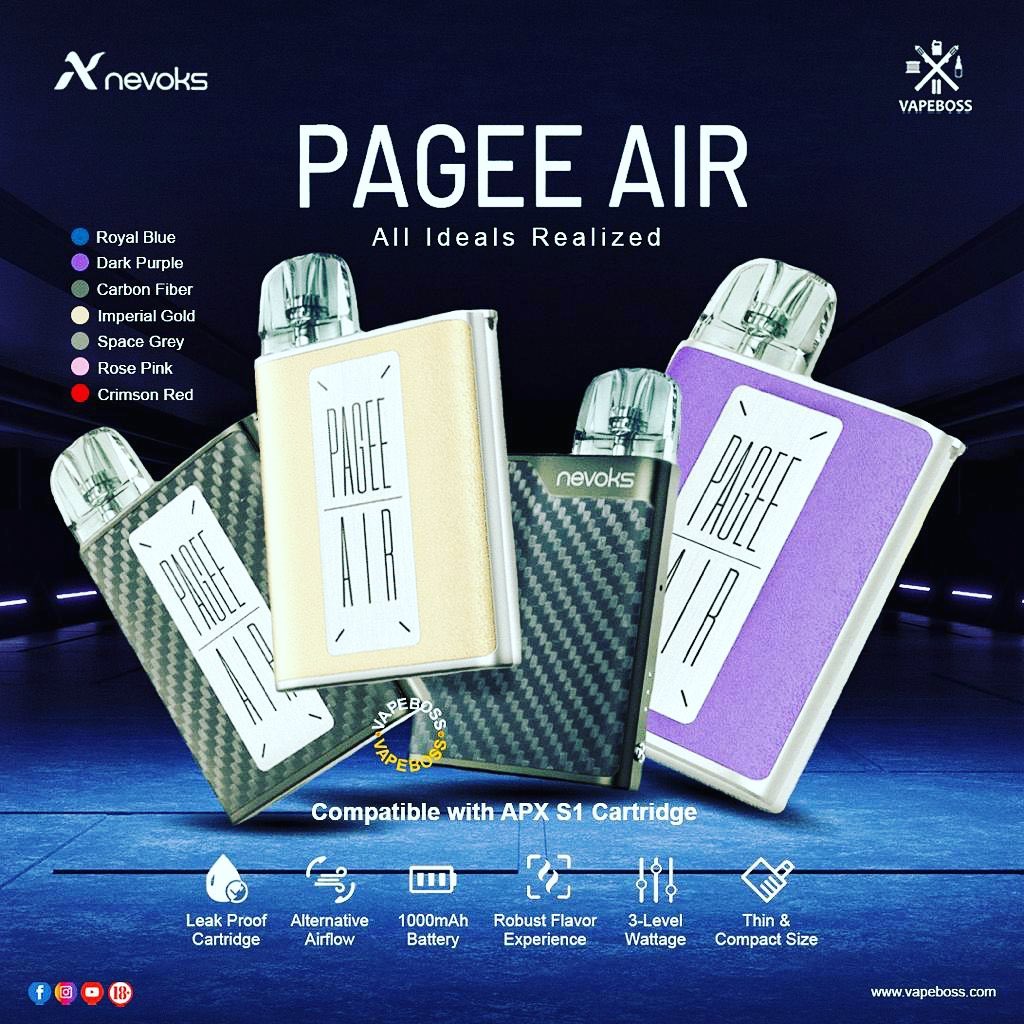 nevoks
VAPEBOSS
PAGEE AIR
All Ideals Realized
Royal Blue
Dark Purple
Carbon Fiber
Imperial Gold
Space Grey
Rose Pink
Crimson Red
PAGEE
AIR
PAGEE
AIR
nevoks
PAGEE
AIR
VAPEBOSS
VAPEBOSS
Compatible with APX S1 Cartridge
Leak Proof
Cartridge
Alternative
Airflow
1000mAh
Battery
Robust Flavor
Experience
3-Level
Wattage
Thin &
Compact Size
18+
www.vapeboss.com